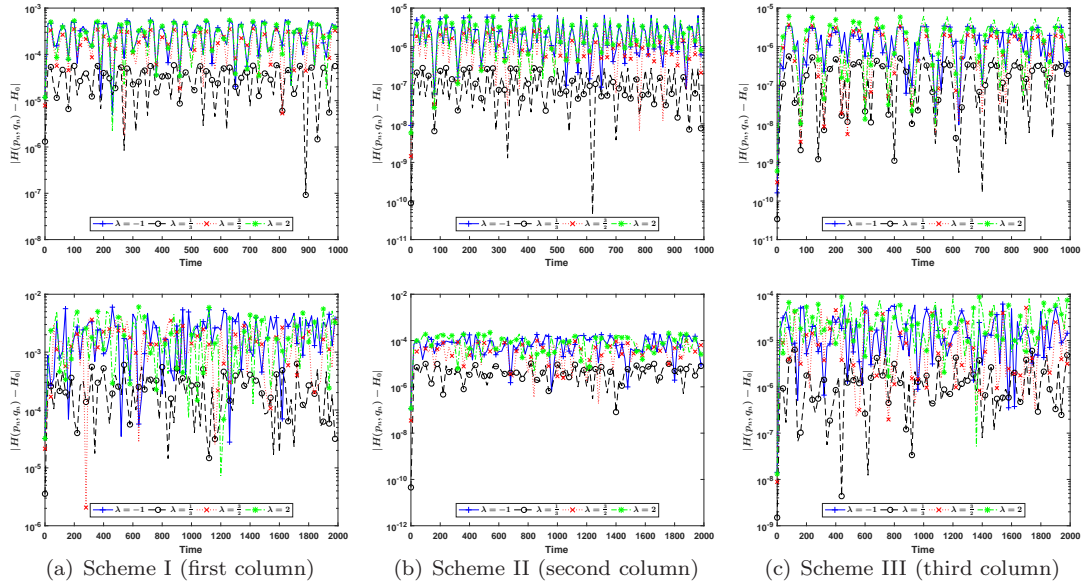 10^-3
10^-4
10^-5
10^-6
10^-7
10^-8
|H(p_n, q_n) − H_0|
λ = −1 λ = 1/3 λ = 3/2 λ = 2
0 100 200 300 400 500 600 700 800 900 1000
Time
10^-5
10^-6
10^-7
10^-8
10^-9
10^-10
10^-11
|H(p_n, q_n) − H_0|
λ = −1 λ = 1/3 λ = 3/2 λ = 2
0 100 200 300 400 500 600 700 800 900 1000
Time
10^-5
10^-6
10^-7
10^-8
10^-9
10^-10
10^-11
|H(p_n, q_n) − H_0|
λ = −1 λ = 1/3 λ = 3/2 λ = 2
0 100 200 300 400 500 600 700 800 900 1000
Time
10^-2
10^-3
10^-4
10^-5
10^-6
|H(p_n, q_n) − H_0|
λ = −1 λ = 1/3 λ = 3/2 λ = 2
0 200 400 600 800 1000 1200 1400 1600 1800 2000
Time
10^-2
10^-4
10^-6
10^-8
10^-10
10^-12
|H(p_n, q_n) − H_0|
λ = −1 λ = 1/3 λ = 3/2 λ = 2
0 200 400 600 800 1000 1200 1400 1600 1800 2000
Time
10^-4
10^-5
10^-6
10^-7
10^-8
10^-9
|H(p_n, q_n) − H_0|
λ = −1 λ = 1/3 λ = 3/2 λ = 2
0 200 400 600 800 1000 1200 1400 1600 1800 2000
Time
(a) Scheme I (first column)
(b) Scheme II (second column)
(c) Scheme III (third column)